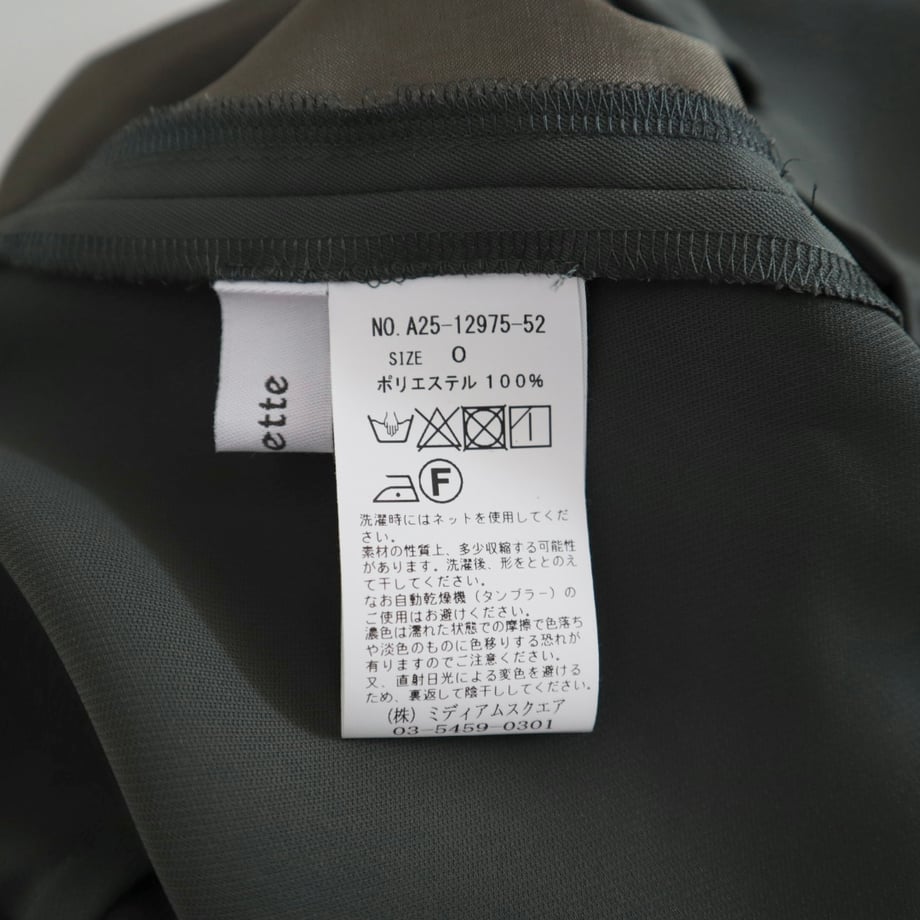 NO. A25-12975-52
SIZE 0
ポリエステル 100%
F
洗濯時にはネットを使用してくだ
さい。
素材の性質上、多少収縮する可能性
があります。洗濯後、形をととのえ
て干してください。
なお自動乾燥機（タンブラー）の
ご使用はお避けください。
濃色は濡れた状態での摩擦で色落ち
や淡色のものに色移りする恐れが
有りますのでご注意ください。
又、直射日光による変色を避ける
ため、裏返して陰干ししてください。
（株）ミディアムスクエア
03-5459-0301
ette